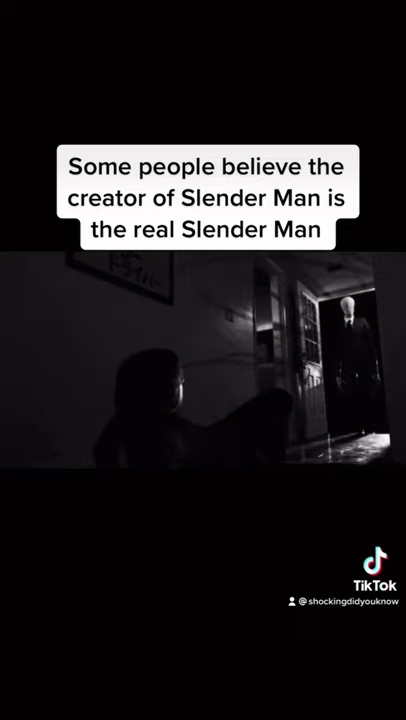 Some people believe the
creator of Slender Man is
the real Slender Man
TikTok
@shockingdidyouknow